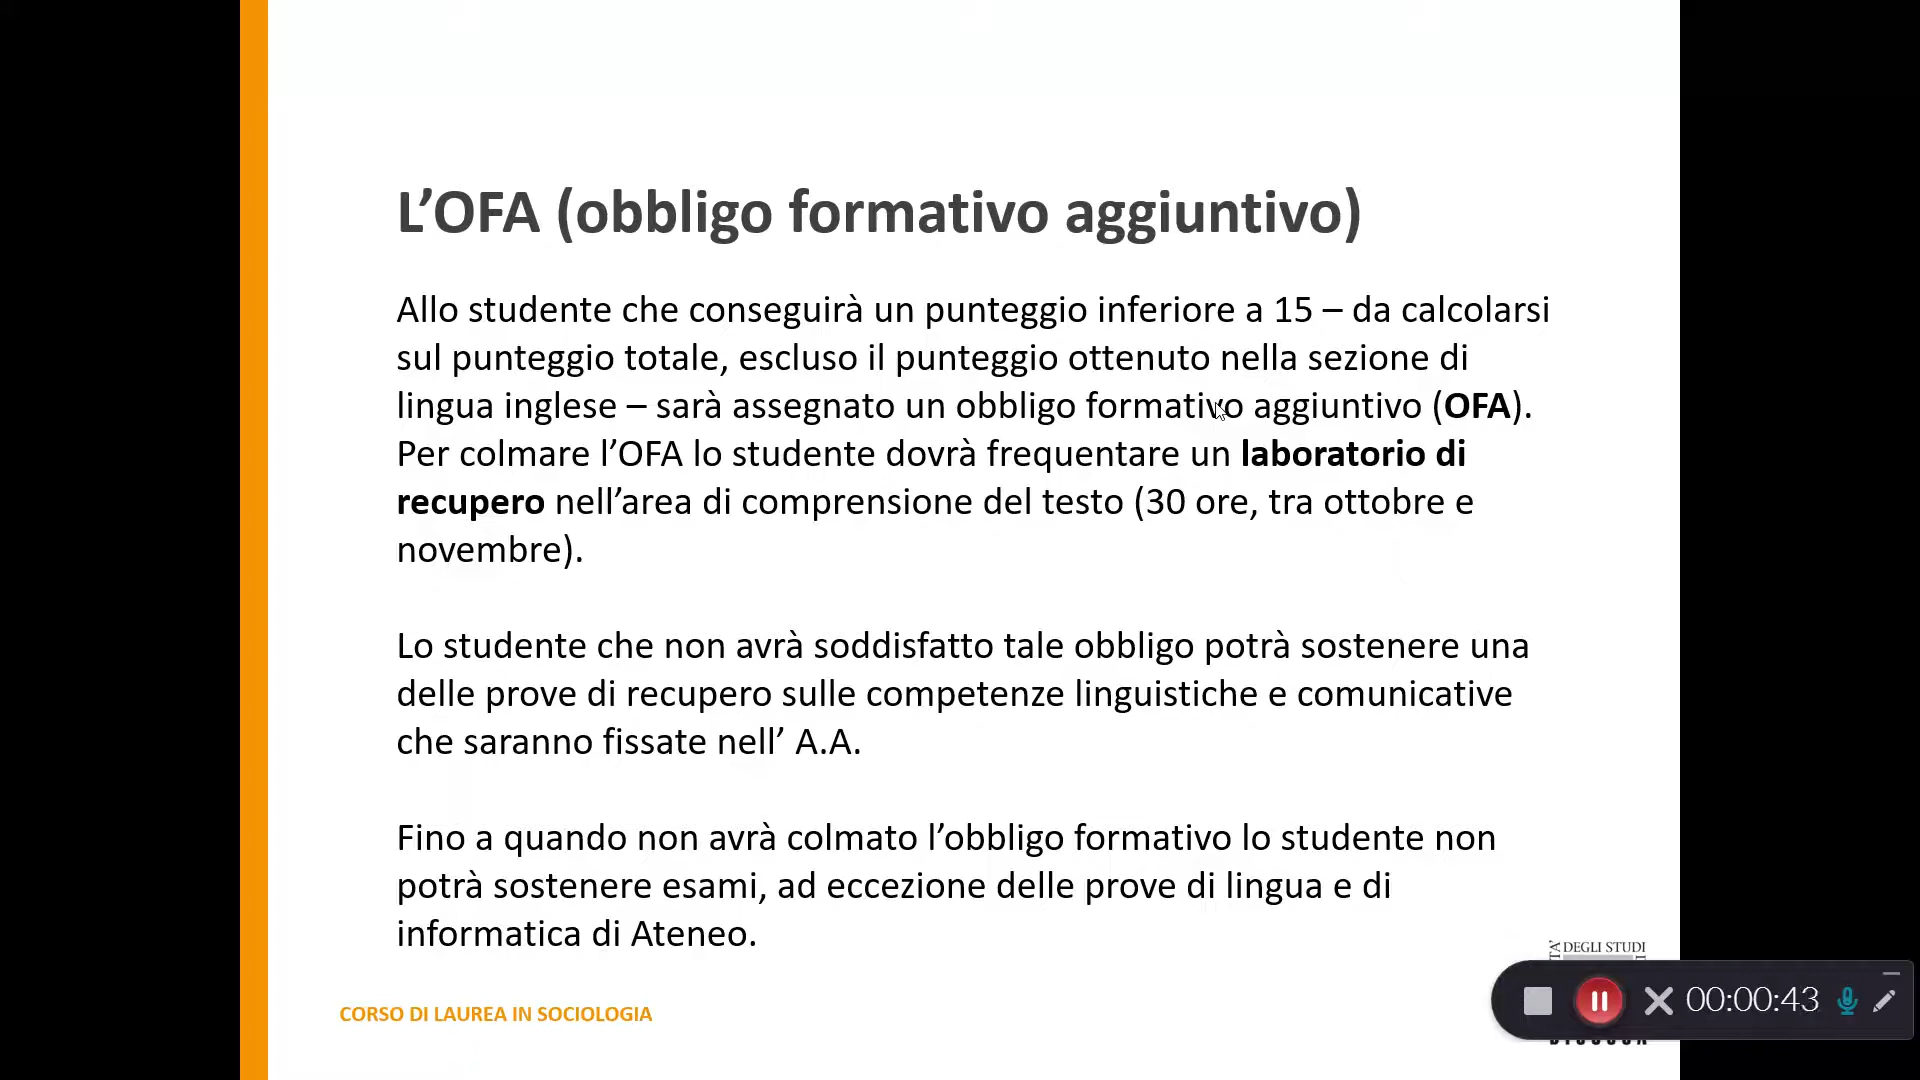 L’OFA (obbligo formativo aggiuntivo)
Allo studente che conseguirà un punteggio inferiore a 15 – da calcolarsi
sul punteggio totale, escluso il punteggio ottenuto nella sezione di
lingua inglese – sarà assegnato un obbligo formativo aggiuntivo (OFA).
Per colmare l’OFA lo studente dovrà frequentare un laboratorio di
recupero nell’area di comprensione del testo (30 ore, tra ottobre e
novembre).
Lo studente che non avrà soddisfatto tale obbligo potrà sostenere una
delle prove di recupero sulle competenze linguistiche e comunicative
che saranno fissate nell’ A.A.
Fino a quando non avrà colmato l’obbligo formativo lo studente non
potrà sostenere esami, ad eccezione delle prove di lingua e di
informatica di Ateneo.
DEGLI STUDI
CORSO DI LAUREA IN SOCIOLOGIA
00:00:43